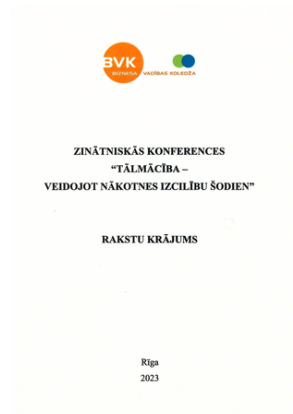 BVK
BIZNESA VADĪBAS KOLEDŽA
ZINĀTNISKĀS KONFERENCES
“TĀLMĀCĪBA –
VEIDOJOT NĀKOTNES IZCILĪBU ŠODIEN”
RAKSTU KRĀJUMS
Rīga
2023